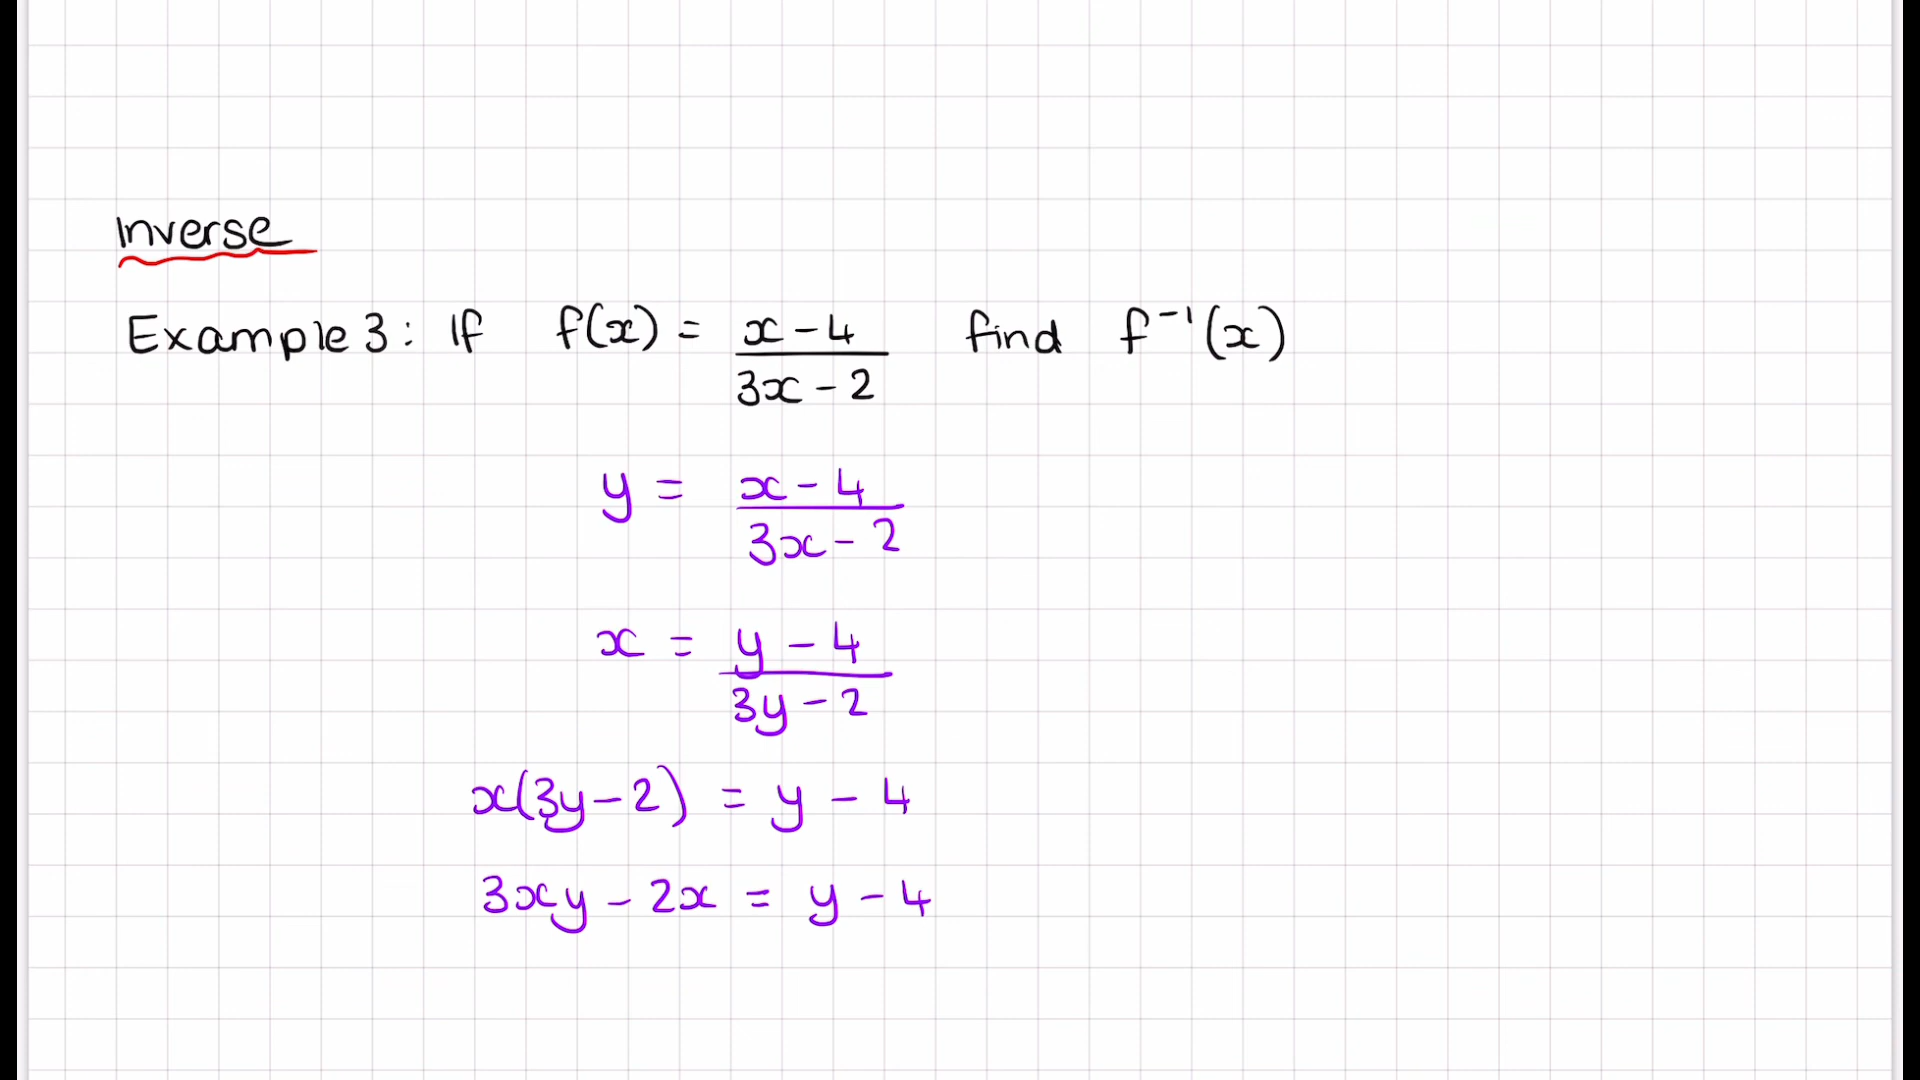 Inverse
Example 3: If f(x) = (x - 4)/(3x - 2) find f⁻¹(x)
y = (x - 4)/(3x - 2)
x = (y - 4)/(3y - 2)
x(3y - 2) = y - 4
3xy - 2x = y - 4